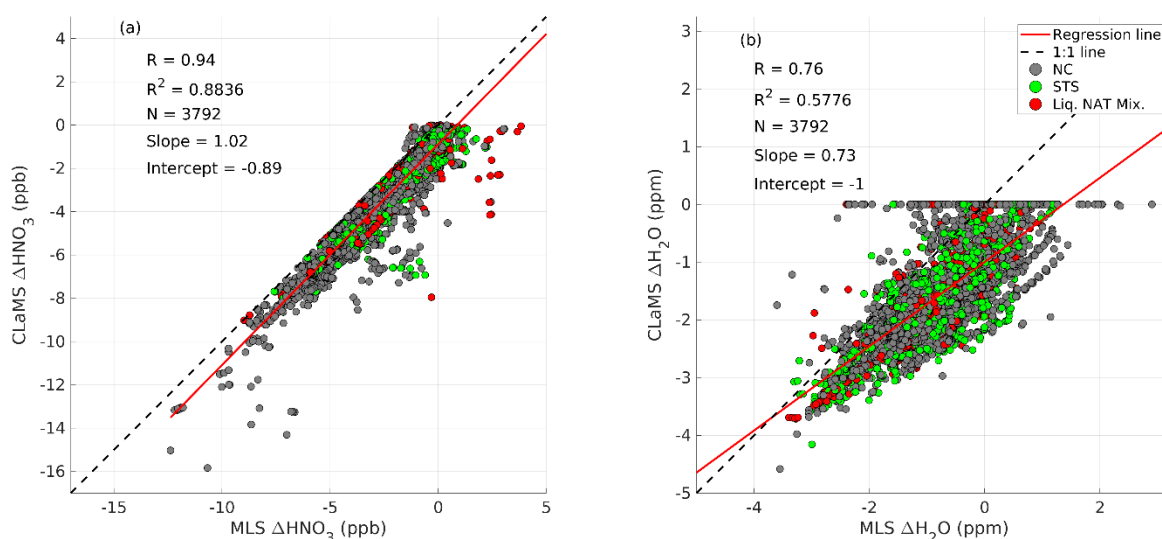 (a)
R = 0.94
R² = 0.8836
N = 3792
Slope = 1.02
Intercept = -0.89
4
2
0
-2
-4
-6
-8
-10
-12
-14
-16
-15
-10
-5
0
5
CLaMS ΔHNO₃ (ppb)
MLS ΔHNO₃ (ppb)
(b)
R = 0.76
R² = 0.5776
N = 3792
Slope = 0.73
Intercept = -1
Regression line
1:1 line
NC
STS
Liq. NAT Mix.
3
2
1
0
-1
-2
-3
-4
-5
-4
-2
0
2
CLaMS ΔH₂O (ppm)
MLS ΔH₂O (ppm)